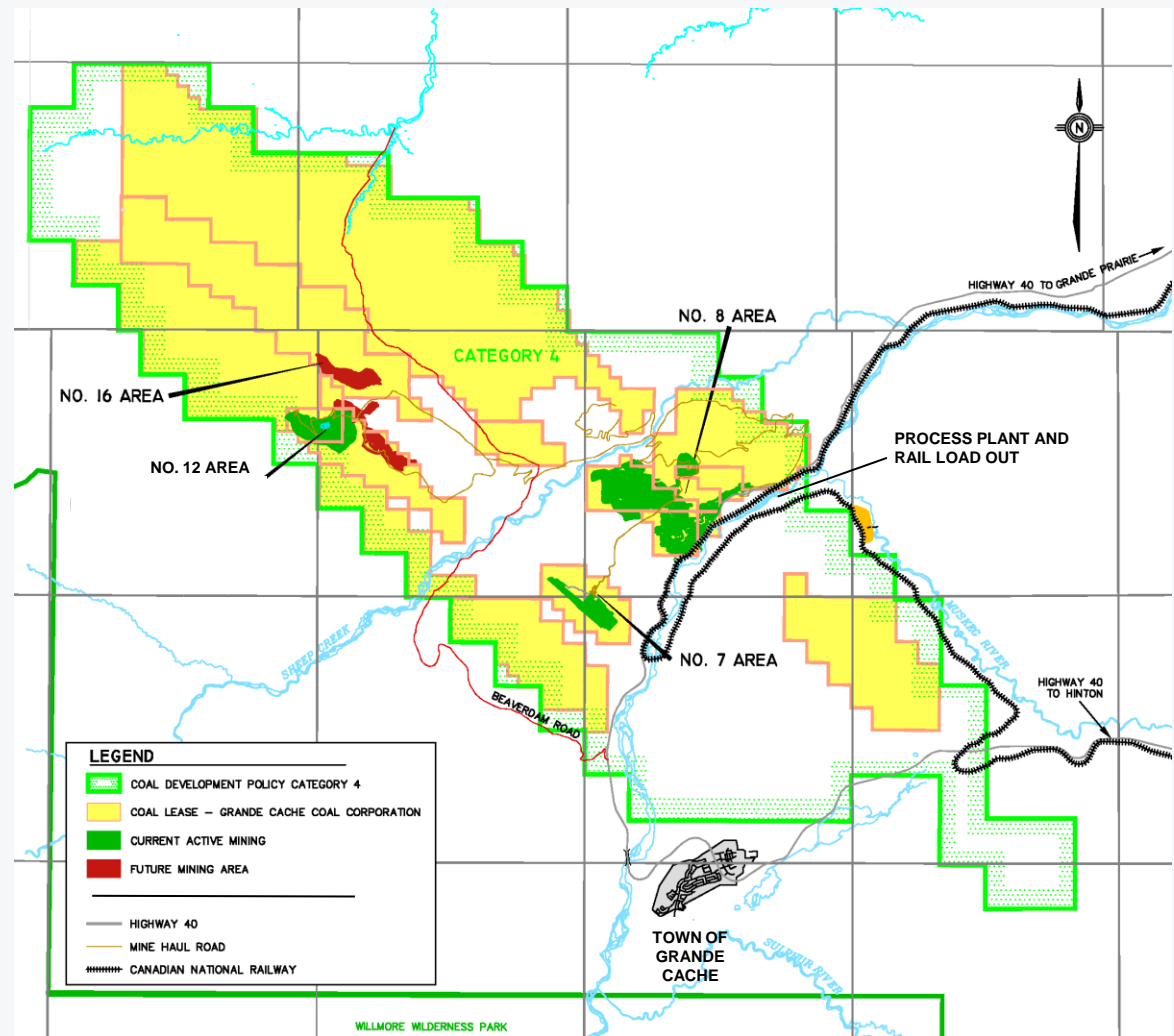 N
HIGHWAY 40 TO GRANDE PRAIRIE
NO. 8 AREA
CATEGORY 4
NO. 16 AREA
PROCESS PLANT AND
RAIL LOAD OUT
NO. 12 AREA
MUSKEG RIVER
SHEEP CREEK
NO. 7 AREA
HIGHWAY 40
TO HINTON
BEAVERDAM ROAD
LEGEND
COAL DEVELOPMENT POLICY CATEGORY 4
COAL LEASE – GRANDE CACHE COAL CORPORATION
CURRENT ACTIVE MINING
FUTURE MINING AREA
HIGHWAY 40
MINE HAUL ROAD
CANADIAN NATIONAL RAILWAY
TOWN OF
GRANDE
CACHE
SULPHUR RIVER
WILLMORE WILDERNESS PARK